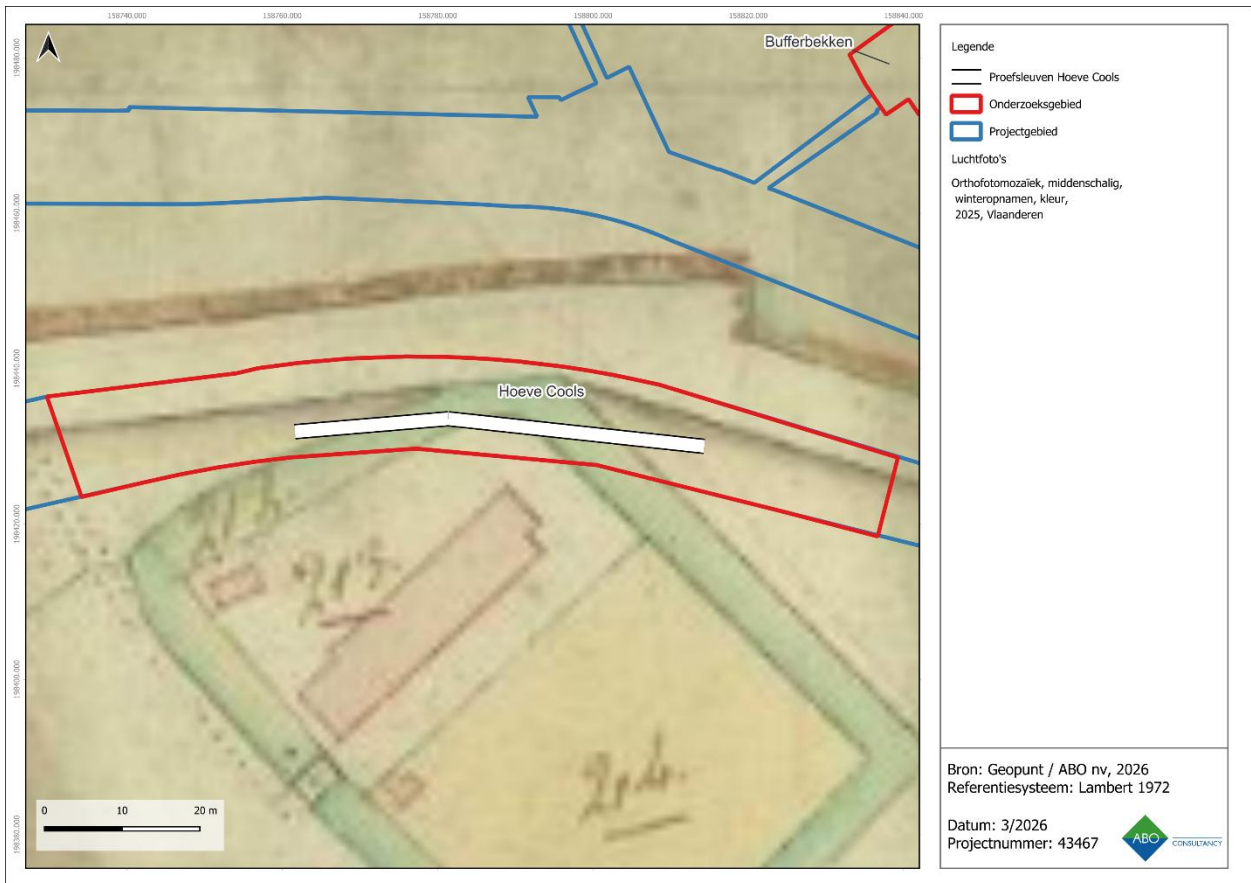 158740.000
158760.000
158780.000
158800.000
158820.000
158840.000
198480.000
198460.000
198440.000
198420.000
198400.000
198380.000
Bufferbekken
Hoeve Cools
0 10 20 m
Legende
Proefsleuven Hoeve Cools
Onderzoeksgebied
Projectgebied
Luchtfoto's
Orthofotomozaïek, middenschalig,
winteropnamen, kleur,
2025, Vlaanderen
Bron: Geopunt / ABO nv, 2026
Referentiesysteem: Lambert 1972
Datum: 3/2026
Projectnummer: 43467
ABO
CONSULTANCY